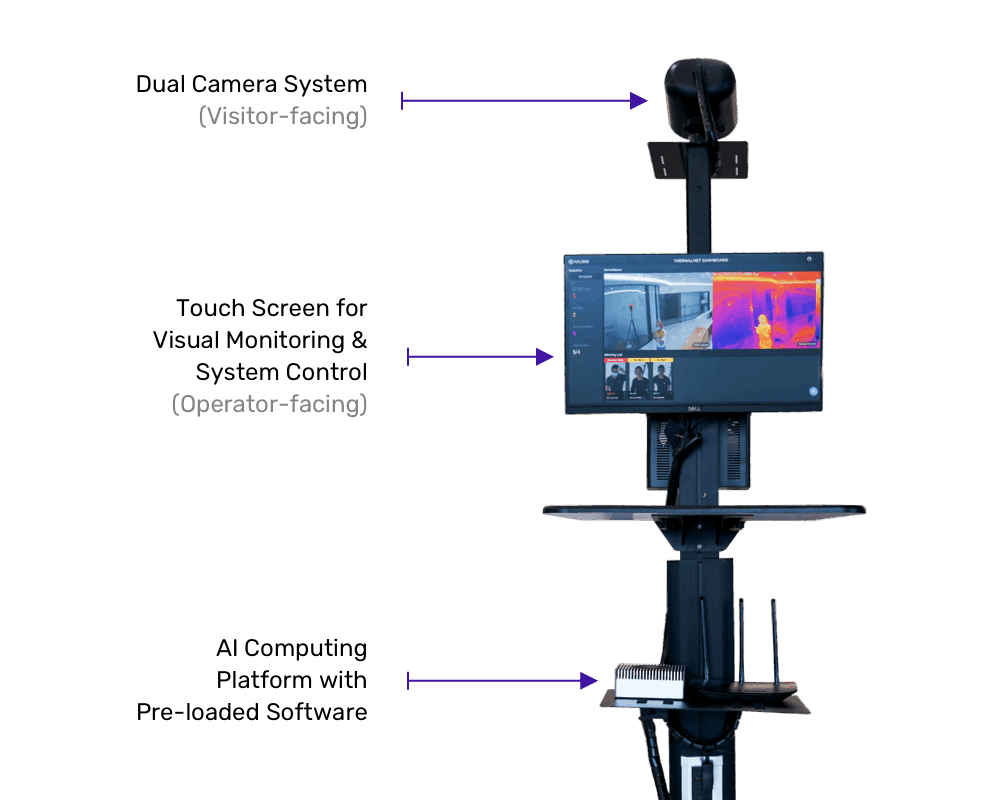 Dual Camera System
(Visitor-facing)
Touch Screen for
Visual Monitoring &
System Control
(Operator-facing)
THERMALNET DASHBOARD
DELL
AI Computing
Platform with
Pre-loaded Software